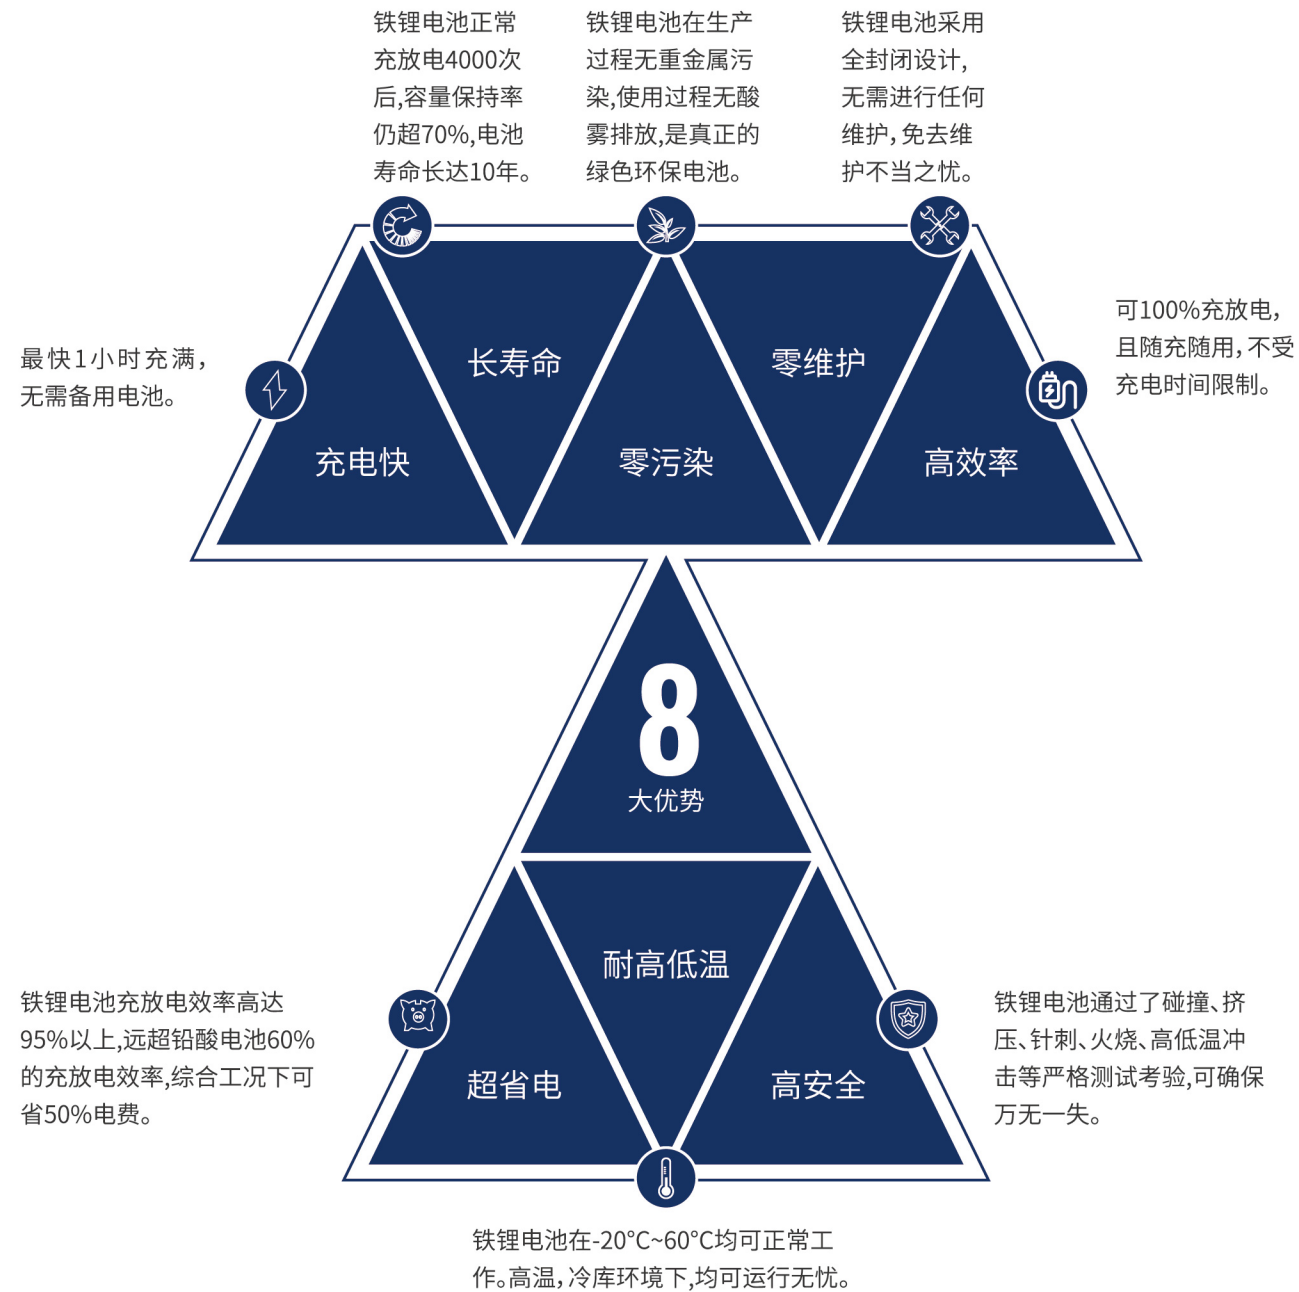 铁锂电池正常
充放电4000次
后,容量保持率
仍超70%,电池
寿命长达10年。
铁锂电池在生产
过程无重金属污
染,使用过程无酸
雾排放,是真正的
绿色环保电池。
铁锂电池采用
全封闭设计,
无需进行任何
维护，免去维
护不当之忧。
最快1小时充满，
无需备用电池。
可100%充放电，
且随充随用，不受
充电时间限制。
长寿命
零维护
充电快
零污染
高效率
8
大优势
耐高低温
超省电
高安全
铁锂电池充放电效率高达
95%以上,远超铅酸电池60%
的充放电效率,综合工况下可
省50%电费。
铁锂电池通过了碰撞、挤
压、针刺、火烧、高低温冲
击等严格测试考验,可确保
万无一失。
铁锂电池在-20°C~60°C均可正常工
作。高温，冷库环境下,均可运行无忧。